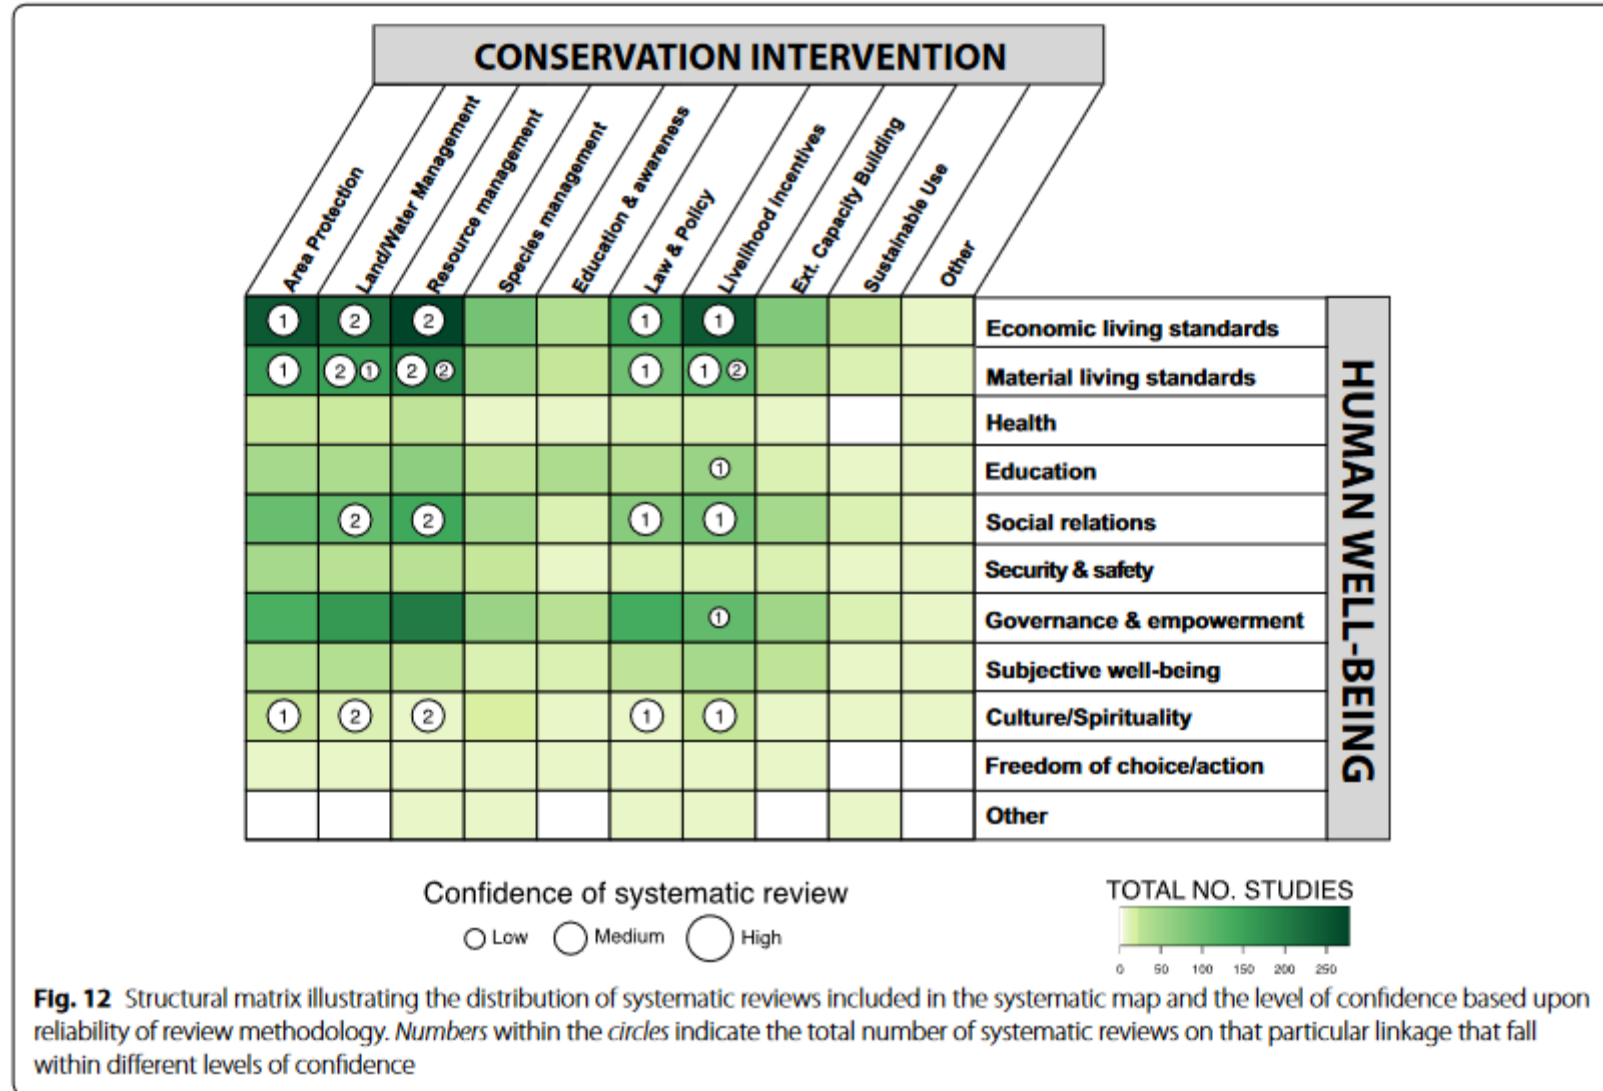 CONSERVATION INTERVENTION
Area Protection
Land/Water Management
Resource management
Species management
Education & awareness
Law & Policy
Livelihood Incentives
Ext. Capacity Building
Sustainable Use
Other
1 2 2 1 1 Economic living standards
1 2 1 2 2 1 1 2 Material living standards
Health
1 Education
2 2 1 1 Social relations
Security & safety
1 Governance & empowerment
Subjective well-being
1 2 2 1 1 Culture/Spirituality
Freedom of choice/action
Other
HUMAN WELL-BEING
Confidence of systematic review
Low Medium High
TOTAL NO. STUDIES
0 50 100 150 200 250
Fig. 12 Structural matrix illustrating the distribution of systematic reviews included in the systematic map and the level of confidence based upon
reliability of review methodology. Numbers within the circles indicate the total number of systematic reviews on that particular linkage that fall
within different levels of confidence